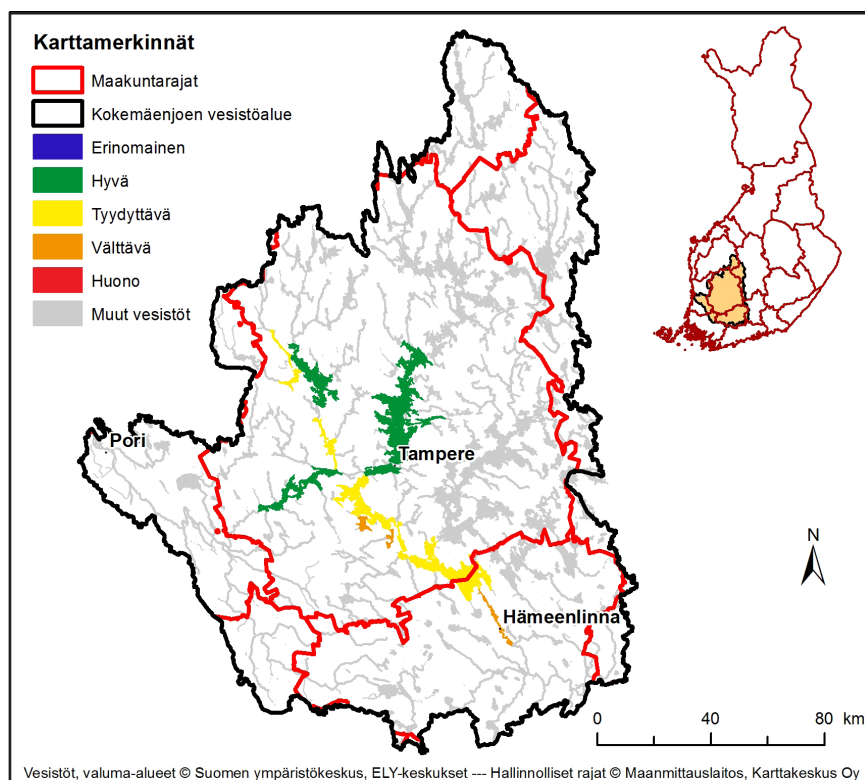 Karttamerkinnät
Maakuntarajat
Kokemäenjoen vesistöalue
Erinomainen
Hyvä
Tyydyttävä
Välttävä
Huono
Muut vesistöt
Pori
Tampere
Hämeenlinna
N
0 40 80 km
Vesistöt, valuma-alueet © Suomen ympäristökeskus, ELY-keskukset --- Hallinnolliset rajat © Maanmittauslaitos, Karttakeskus Oy